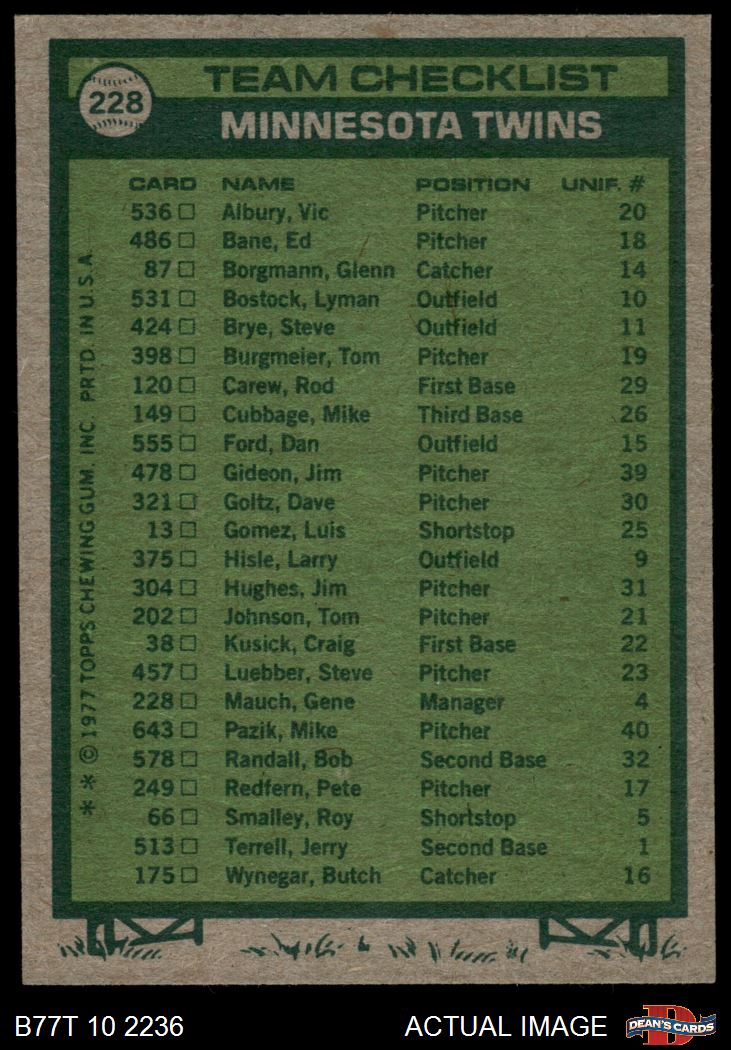 228
TEAM CHECKLIST
MINNESOTA TWINS
CARD NAME POSITION UNIF. #
536 Albury, Vic Pitcher 20
486 Bane, Ed Pitcher 18
87 Borgmann, Glenn Catcher 14
531 Bostock, Lyman Outfield 10
424 Brye, Steve Outfield 11
398 Burgmeier, Tom Pitcher 19
120 Carew, Rod First Base 29
149 Cubbage, Mike Third Base 26
555 Ford, Dan Outfield 15
478 Gideon, Jim Pitcher 39
321 Goltz, Dave Pitcher 30
13 Gomez, Luis Shortstop 25
375 Hisle, Larry Outfield 9
304 Hughes, Jim Pitcher 31
202 Johnson, Tom Pitcher 21
38 Kusick, Craig First Base 22
457 Luebber, Steve Pitcher 23
228 Mauch, Gene Manager 4
643 Pazik, Mike Pitcher 40
578 Randall, Bob Second Base 32
249 Redfern, Pete Pitcher 17
66 Smalley, Roy Shortstop 5
513 Terrell, Jerry Second Base 1
175 Wynegar, Butch Catcher 16
* * © 1977 TOPPS CHEWING GUM, INC. PRTD. IN U.S.A.
B77T 10 2236
ACTUAL IMAGE
D
DEAN'S CARDS